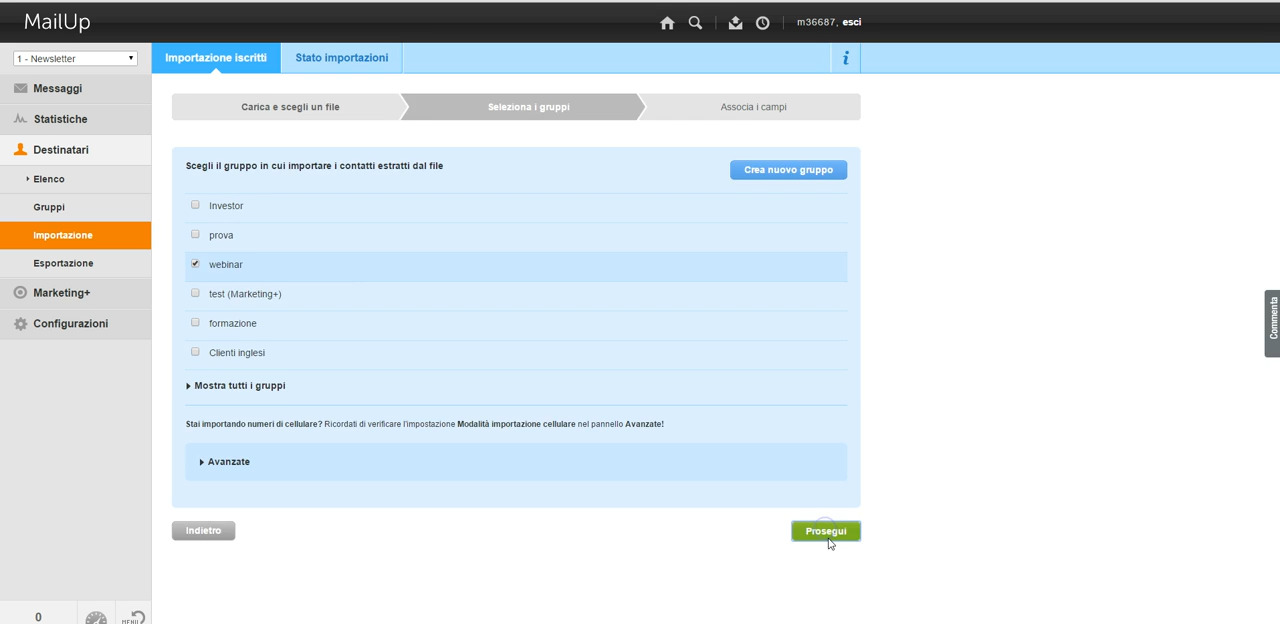 MailUp
m36687, esci
1 - Newsletter
Importazione iscritti
Stato importazioni
i
Messaggi
Statistiche
Destinatari
Elenco
Gruppi
Importazione
Esportazione
Marketing+
Configurazioni
Carica e scegli un file
Seleziona i gruppi
Associa i campi
Scegli il gruppo in cui importare i contatti estratti dal file
Crea nuovo gruppo
Investor
prova
webinar
test (Marketing+)
formazione
Clienti inglesi
Mostra tutti i gruppi
Stai importando numeri di cellulare? Ricordati di verificare l'impostazione Modalità importazione cellulare nel pannello Avanzate!
Avanzate
Indietro
Prosegui
Commenta
0
MENU